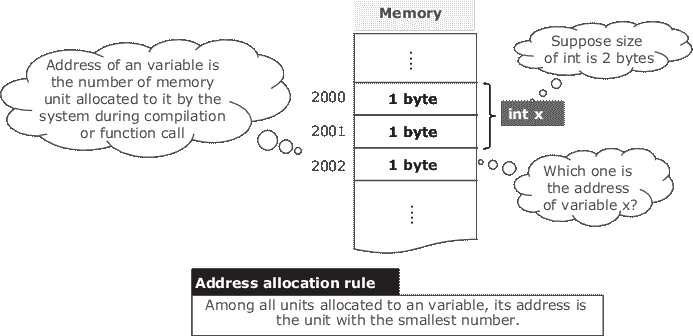 Memory
Address of an variable is
the number of memory
unit allocated to it by the
system during compilation
or function call
Suppose size
of int is 2 bytes
2000
1 byte
2001
1 byte
int x
2002
1 byte
Which one is
the address
of variable x?
Address allocation rule
Among all units allocated to an variable, its address is
the unit with the smallest number.